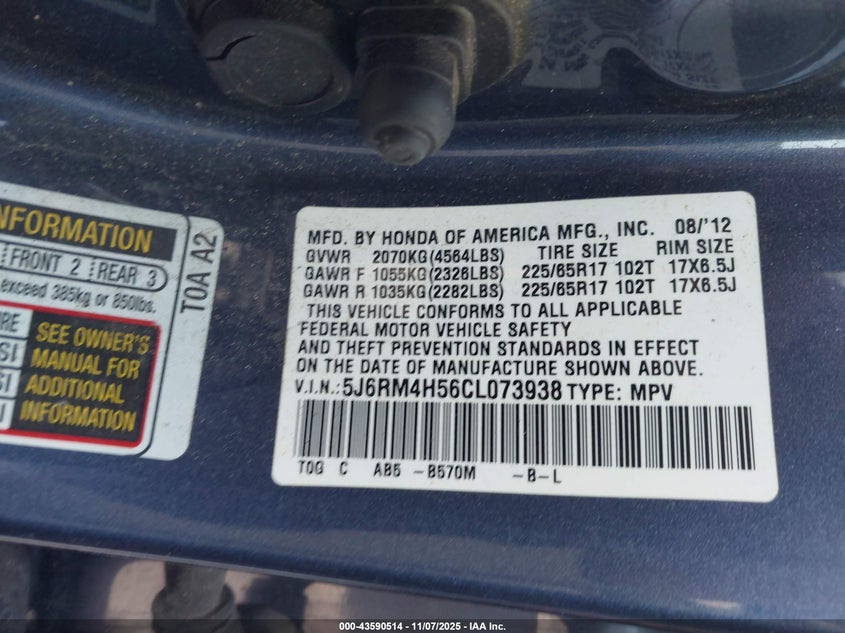 NFORMATION
FRONT 2
REAR 3
exceed 385kg or 850lbs.
SEE OWNER'S
MANUAL FOR
ADDITIONAL
INFORMATION
T0A A2
MFD. BY HONDA OF AMERICA MFG., INC. 08/'12
GVWR 2070KG(4564LBS) TIRE SIZE RIM SIZE
GAWR F 1055KG(2326LBS) 225/65R17 102T 17X6.5J
GAWR R 1035KG(2282LBS) 225/65R17 102T 17X6.5J
THIS VEHICLE CONFORMS TO ALL APPLICABLE
FEDERAL MOTOR VEHICLE SAFETY
AND THEFT PREVENTION STANDARDS IN EFFECT
ON THE DATE OF MANUFACTURE SHOWN ABOVE.
V.I.N.: 5J6RM4H56CL073938 TYPE: MPV
T0G C AB5 -B570M -B-L
000-43590514 - 11/07/2025 - IAA Inc.